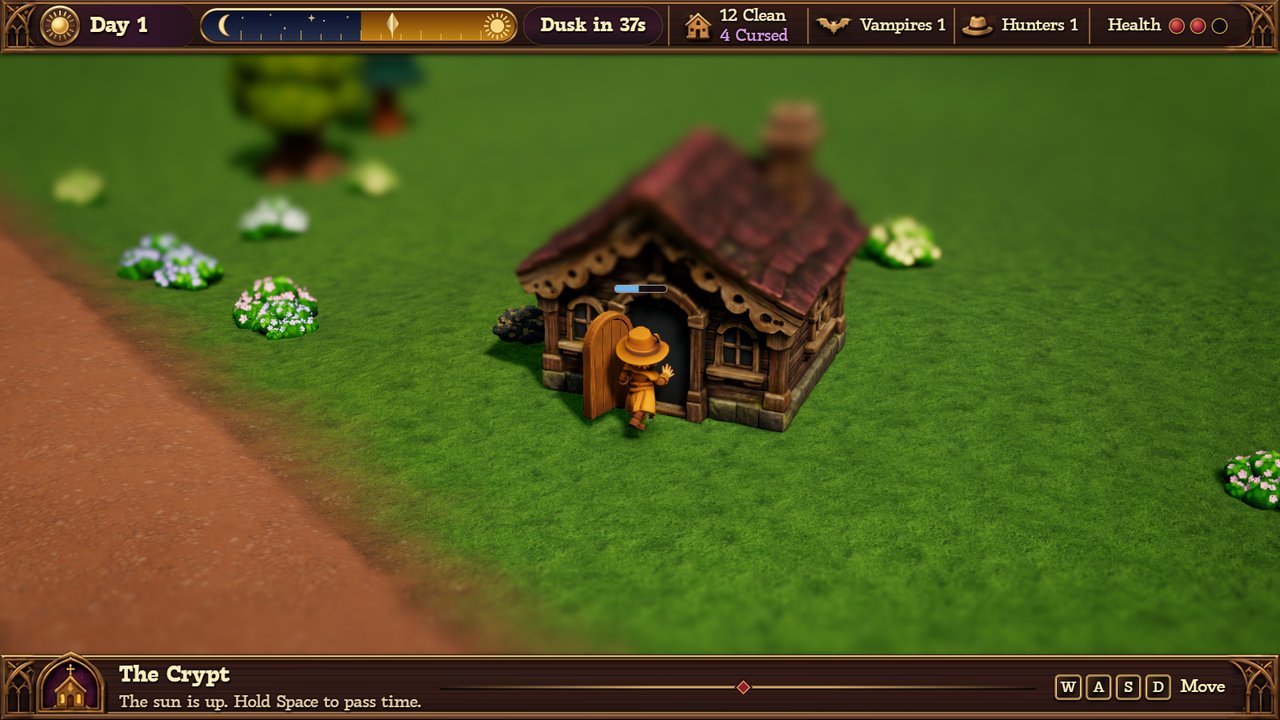 Day 1
Dusk in 37s
12 Clean
4 Cursed
Vampires 1
Hunters 1
Health
The Crypt
The sun is up. Hold Space to pass time.
W A S D Move